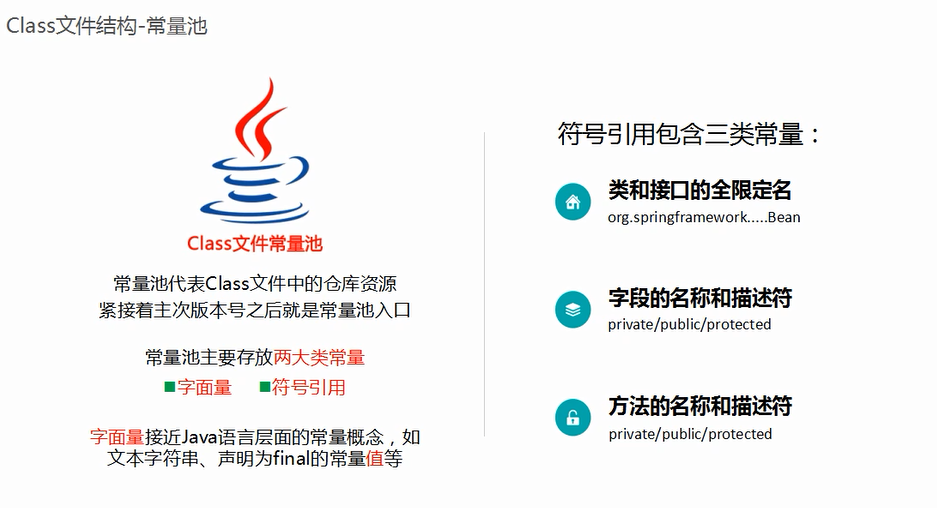 Class文件结构-常量池
Class文件常量池
常量池代表Class文件中的仓库资源
紧接着主次版本号之后就是常量池入口
常量池主要存放两大类常量
字面量 符号引用
字面量接近Java语言层面的常量概念，如
文本字符串、声明为final的常量值等
符号引用包含三类常量：
类和接口的全限定名
org.springframework.....Bean
字段的名称和描述符
private/public/protected
方法的名称和描述符
private/public/protected